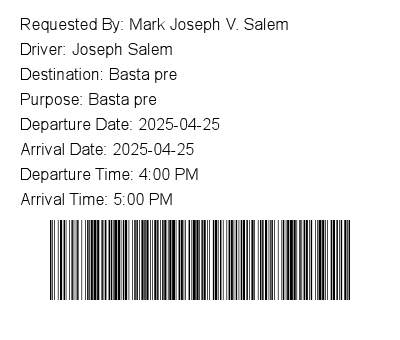 Requested By: Mark Joseph V. Salem
Driver: Joseph Salem
Destination: Basta pre
Purpose: Basta pre
Departure Date: 2025-04-25
Arrival Date: 2025-04-25
Departure Time: 4:00 PM
Arrival Time: 5:00 PM